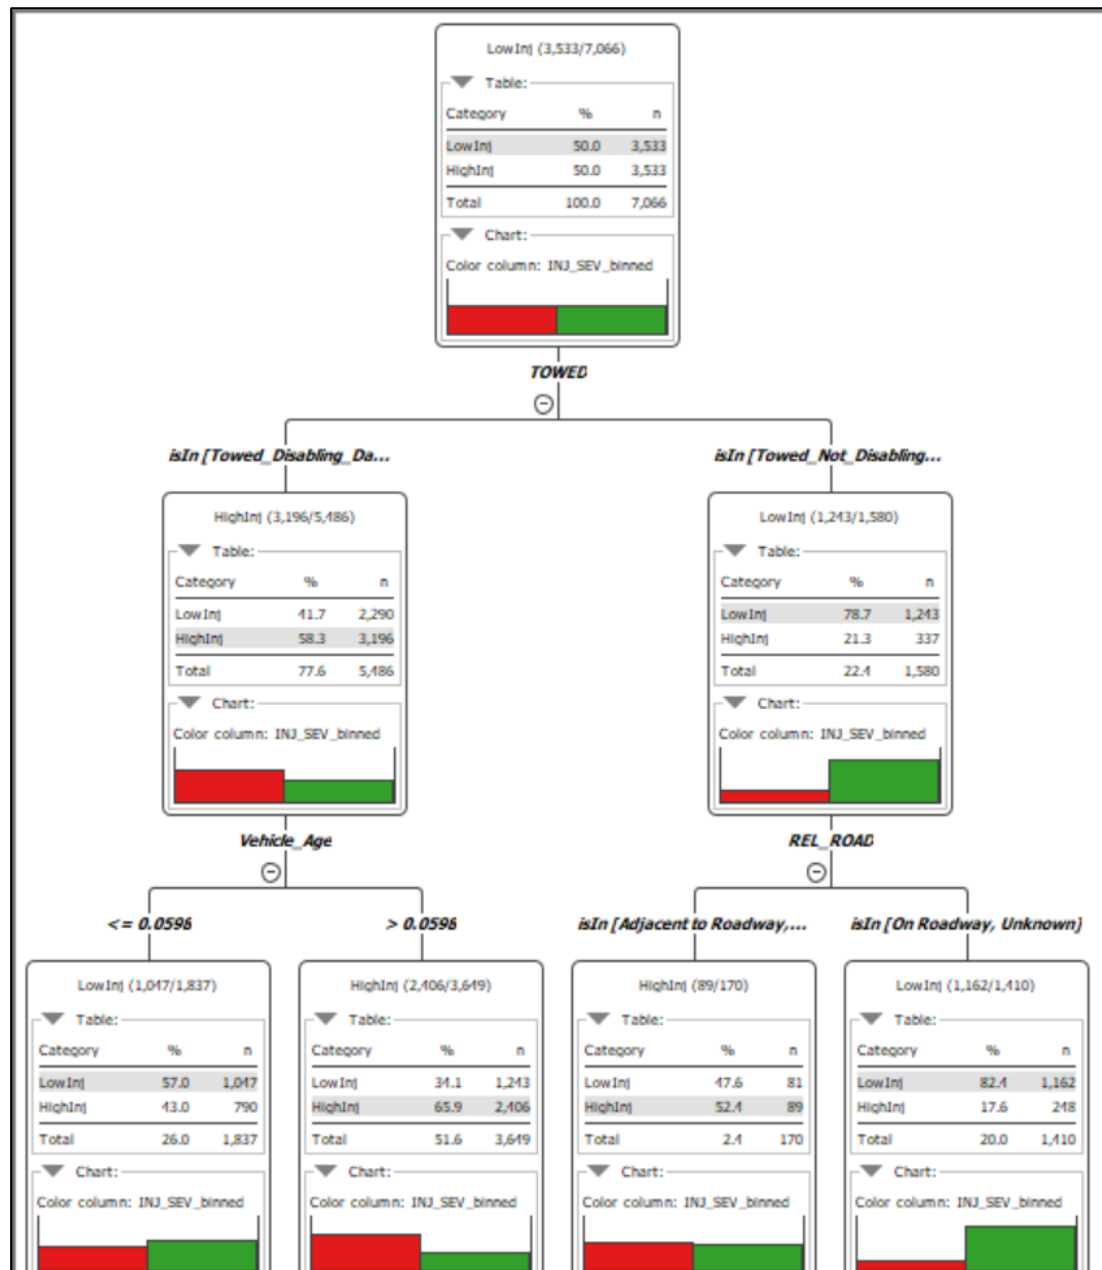 LowInj (3,533/7,066)
Table:
Category % n
LowInj 50.0 3,533
HighInj 50.0 3,533
Total 100.0 7,066
Chart:
Color column: INJ_SEV_binned
TOWED
isIn [Towed_Disabling_Da...
isIn [Towed_Not_Disabling...
HighInj (3,196/5,486)
Table:
Category % n
LowInj 41.7 2,290
HighInj 58.3 3,196
Total 77.6 5,486
Chart:
Color column: INJ_SEV_binned
LowInj (1,243/1,580)
Table:
Category % n
LowInj 78.7 1,243
HighInj 21.3 337
Total 22.4 1,580
Chart:
Color column: INJ_SEV_binned
Vehicle_Age
REL_ROAD
<= 0.0598
> 0.0598
isIn [Adjacent to Roadway,...
isIn [On Roadway, Unknown]
LowInj (1,047/1,837)
Table:
Category % n
LowInj 57.0 1,047
HighInj 43.0 790
Total 26.0 1,837
Chart:
Color column: INJ_SEV_binned
HighInj (2,406/3,649)
Table:
Category % n
LowInj 34.1 1,243
HighInj 65.9 2,406
Total 51.6 3,649
Chart:
Color column: INJ_SEV_binned
HighInj (89/170)
Table:
Category % n
LowInj 47.6 81
HighInj 52.4 89
Total 2.4 170
Chart:
Color column: INJ_SEV_binned
LowInj (1,162/1,410)
Table:
Category % n
LowInj 82.4 1,162
HighInj 17.6 248
Total 20.0 1,410
Chart:
Color column: INJ_SEV_binned